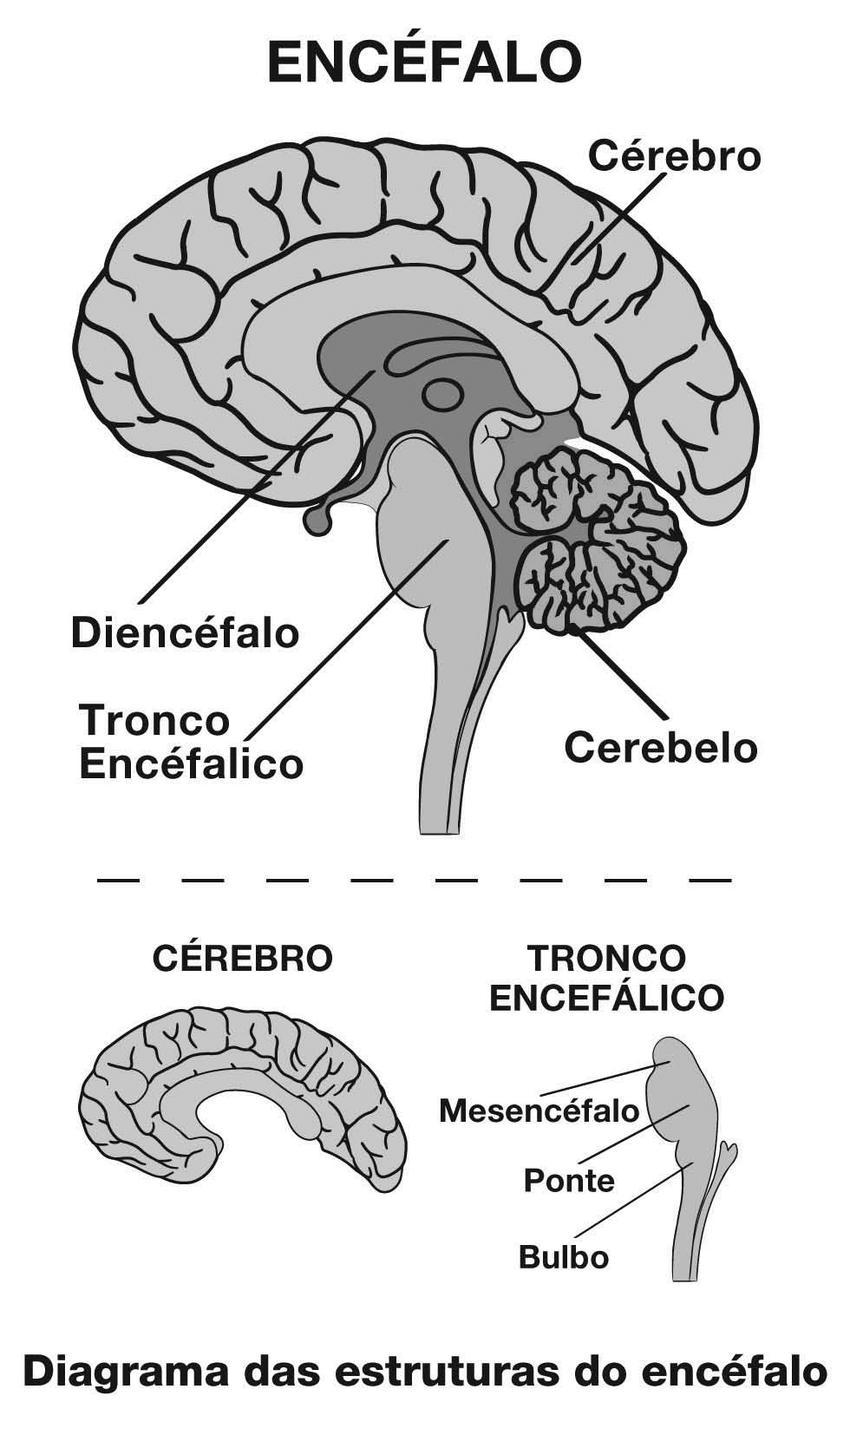 ENCÉFALO
Cérebro
Diencéfalo
Tronco
Encéfalico
Cerebelo
CÉREBRO
TRONCO
ENCEFÁLICO
Mesencéfalo
Ponte
Bulbo
Diagrama das estruturas do encéfalo